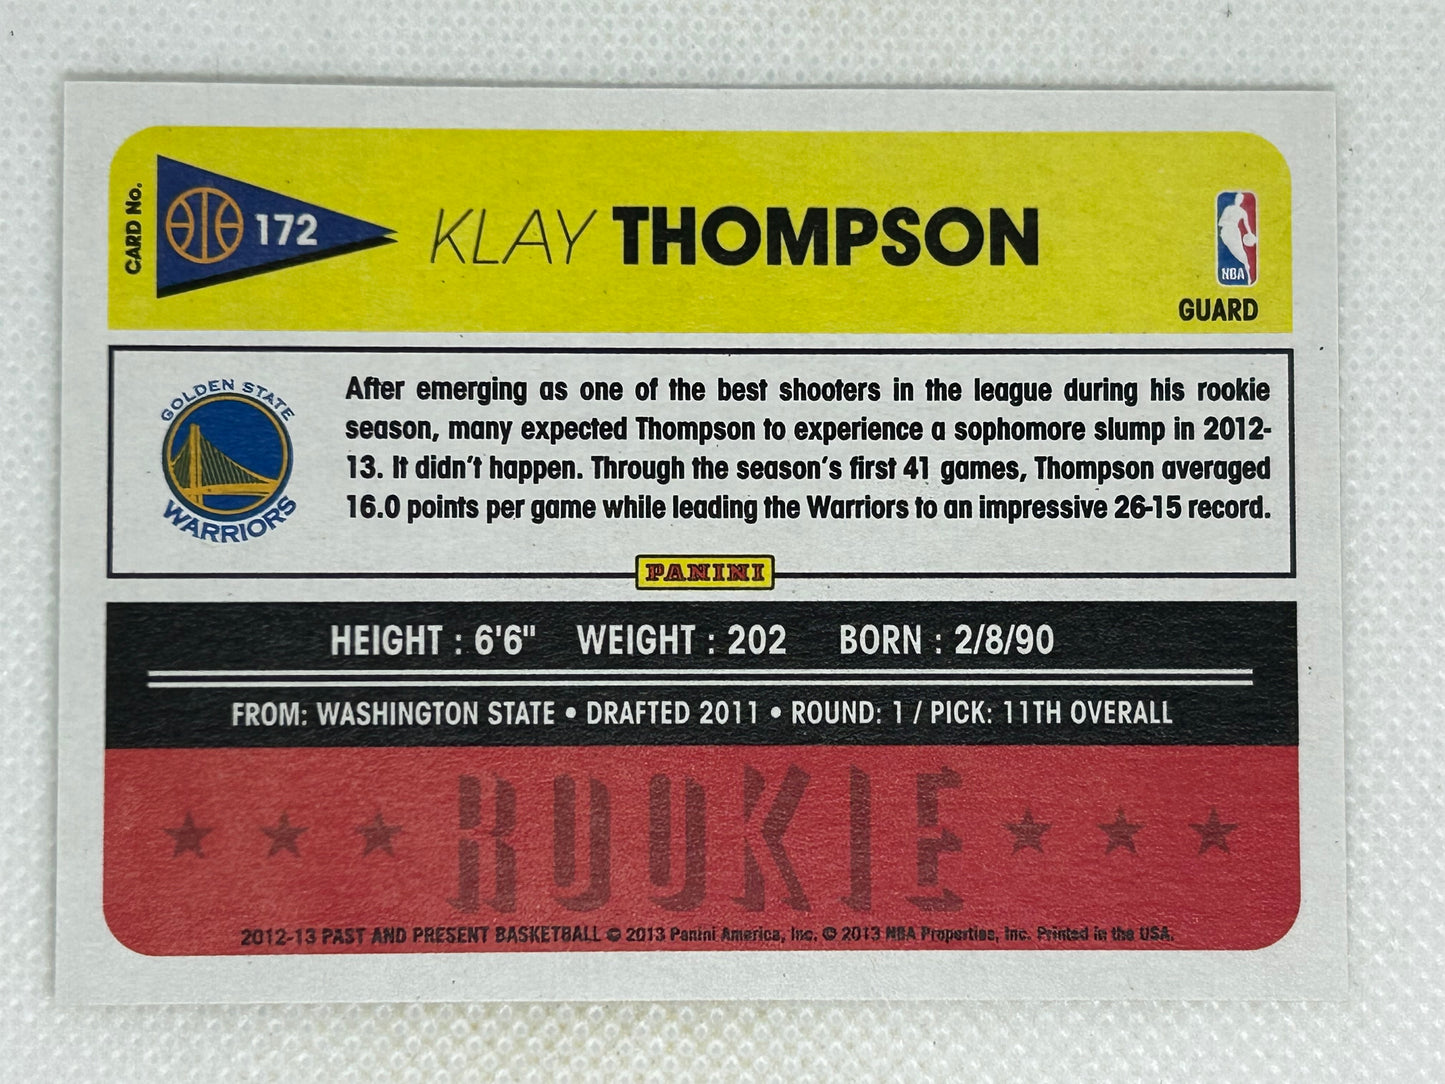 CARD No.
172
KLAY THOMPSON
NBA
GUARD
GOLDEN STATE
WARRIORS
After emerging as one of the best shooters in the league during his rookie
season, many expected Thompson to experience a sophomore slump in 2012-
13. It didn't happen. Through the season's first 41 games, Thompson averaged
16.0 points per game while leading the Warriors to an impressive 26-15 record.
PANINI
HEIGHT : 6'6" WEIGHT : 202 BORN : 2/8/90
FROM: WASHINGTON STATE • DRAFTED 2011 • ROUND: 1 / PICK: 11TH OVERALL
ROOKIE
2012-13 PAST AND PRESENT BASKETBALL © 2013 Panini America, Inc. © 2013 NBA Properties, Inc. Printed in the USA.